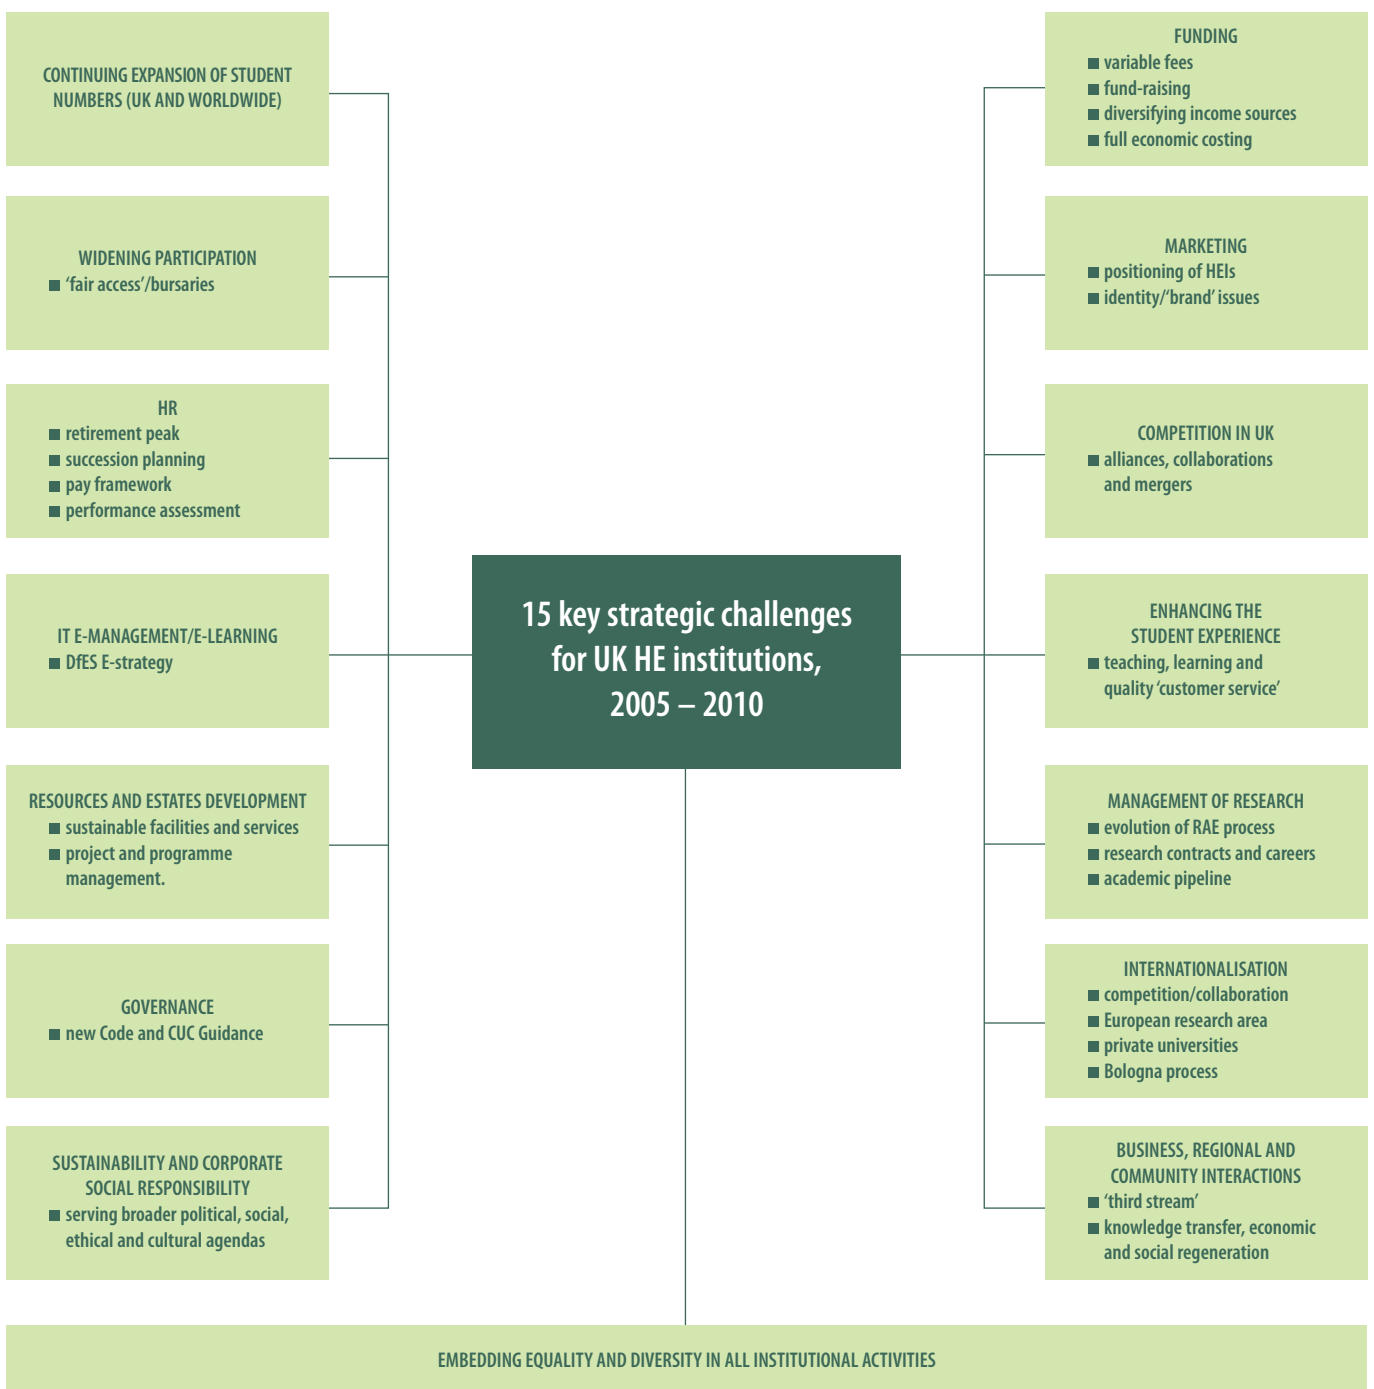 CONTINUING EXPANSION OF STUDENT
NUMBERS (UK AND WORLDWIDE)
WIDENING PARTICIPATION
■ ‘fair access’/bursaries
HR
■ retirement peak
■ succession planning
■ pay framework
■ performance assessment
IT E-MANAGEMENT/E-LEARNING
■ DfES E-strategy
RESOURCES AND ESTATES DEVELOPMENT
■ sustainable facilities and services
■ project and programme
management.
GOVERNANCE
■ new Code and CUC Guidance
SUSTAINABILITY AND CORPORATE
SOCIAL RESPONSIBILITY
■ serving broader political, social,
ethical and cultural agendas
15 key strategic challenges
for UK HE institutions,
2005 – 2010
FUNDING
■ variable fees
■ fund-raising
■ diversifying income sources
■ full economic costing
MARKETING
■ positioning of HEIs
■ identity/‘brand’ issues
COMPETITION IN UK
■ alliances, collaborations
and mergers
ENHANCING THE
STUDENT EXPERIENCE
■ teaching, learning and
quality ‘customer service’
MANAGEMENT OF RESEARCH
■ evolution of RAE process
■ research contracts and careers
■ academic pipeline
INTERNATIONALISATION
■ competition/collaboration
■ European research area
■ private universities
■ Bologna process
BUSINESS, REGIONAL AND
COMMUNITY INTERACTIONS
■ ‘third stream’
■ knowledge transfer, economic
and social regeneration
EMBEDDING EQUALITY AND DIVERSITY IN ALL INSTITUTIONAL ACTIVITIES